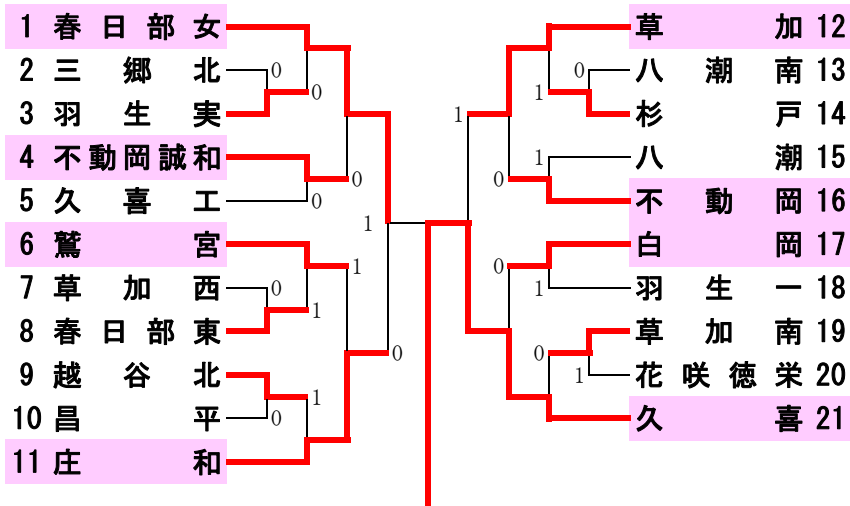 1 春日部女
2 三郷北
3 羽生実
4 不動岡誠和
5 久喜工
6 鷲宮
7 草加西
8 春日部東
9 越谷北
10 昌平
11 庄和
0
0
0
0
1
1
0
1
0
1
0
草加 12
八潮南 13
杉戸 14
八潮 15
不動岡 16
白岡 17
羽生一 18
草加南 19
花咲徳栄 20
久喜 21
0
1
1
1
0
0
1
0
1